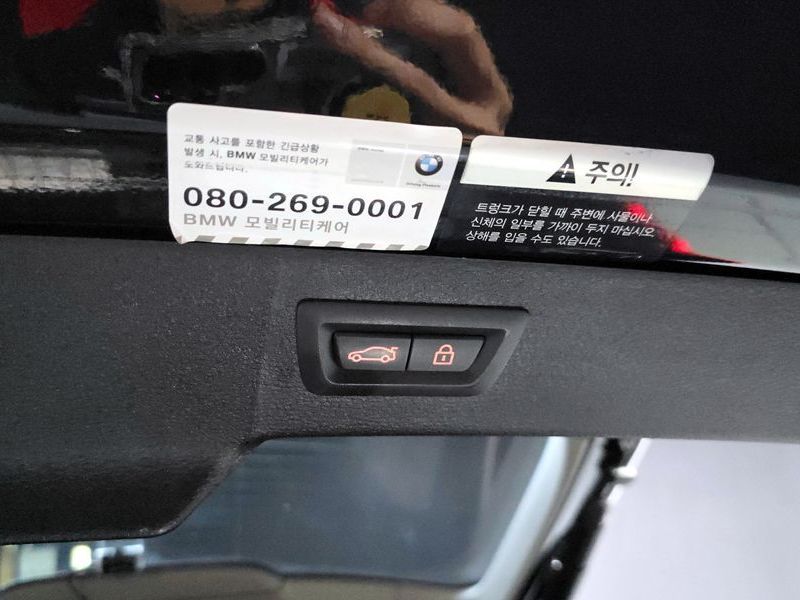 교통 사고를 포함한 긴급상황
발생 시, BMW 모빌리티케어가
도와드립니다.
080-269-0001
BMW 모빌리티케어
주의!
트렁크가 닫힐 때 주변에 사물이나
신체의 일부를 가까이 두지 마십시오.
상해를 입을 수도 있습니다.